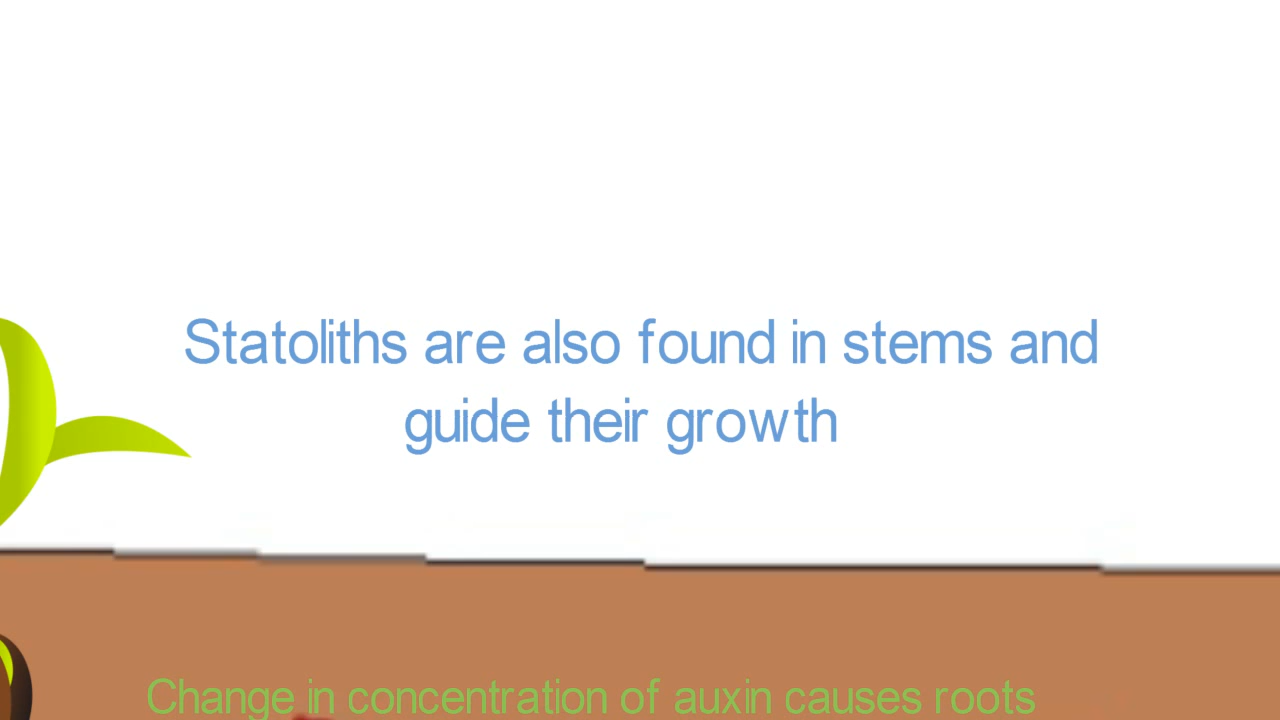 Statoliths are also found in stems and
guide their growth
Change in concentration of auxin causes roots